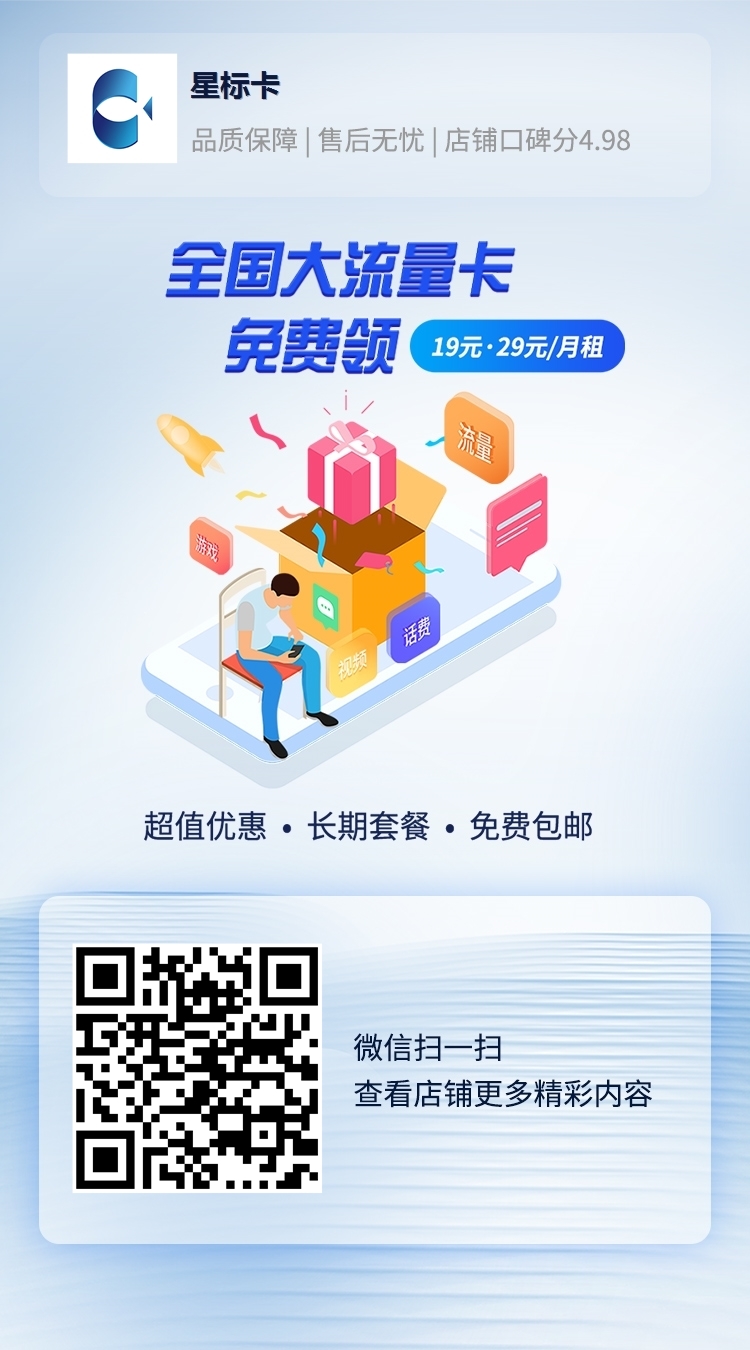 星标卡
品质保障 | 售后无忧 | 店铺口碑分4.98
全国大流量卡
免费领
19元·29元/月租
流量
游戏
话费
视频
超值优惠 • 长期套餐 • 免费包邮
微信扫一扫
查看店铺更多精彩内容